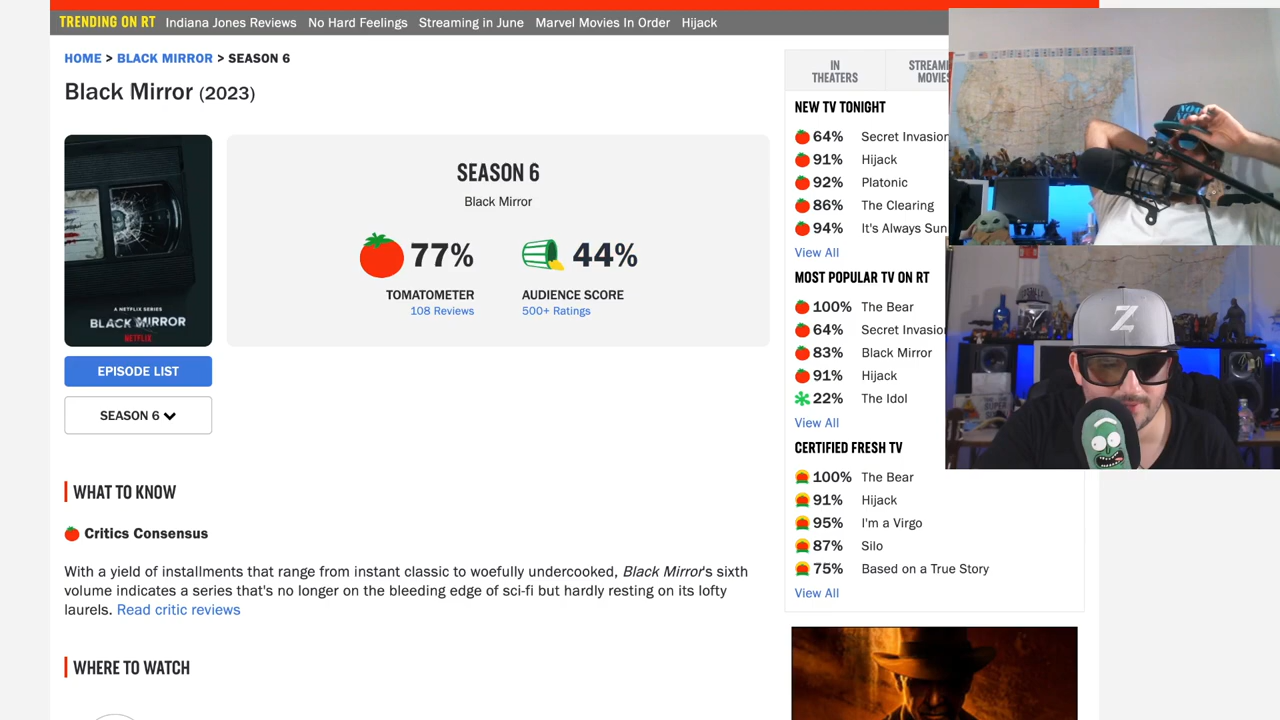 TRENDING ON RT Indiana Jones Reviews No Hard Feelings Streaming in June Marvel Movies In Order Hijack
HOME > BLACK MIRROR > SEASON 6
Black Mirror (2023)
A NETFLIX SERIES
BLACK MIRROR
NETFLIX
EPISODE LIST
SEASON 6
SEASON 6
Black Mirror
77%
TOMATOMETER
108 Reviews
44%
AUDIENCE SCORE
500+ Ratings
WHAT TO KNOW
Critics Consensus
With a yield of installments that range from instant classic to woefully undercooked, Black Mirror's sixth
volume indicates a series that's no longer on the bleeding edge of sci-fi but hardly resting on its lofty
laurels. Read critic reviews
WHERE TO WATCH
IN
THEATERS
STREAMI
MOVIES
NEW TV TONIGHT
64% Secret Invasion
91% Hijack
92% Platonic
86% The Clearing
94% It's Always Sun
View All
MOST POPULAR TV ON RT
100% The Bear
64% Secret Invasion
83% Black Mirror
91% Hijack
22% The Idol
View All
CERTIFIED FRESH TV
100% The Bear
91% Hijack
95% I'm a Virgo
87% Silo
75% Based on a True Story
View All
Z